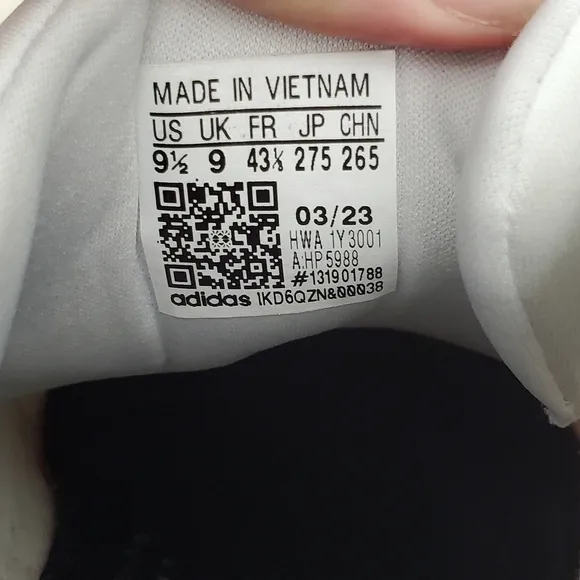 MADE IN VIETNAM
US UK FR JP CHN
9½ 9 43⅓ 275 265
03/23
HWA 1Y3001
A:HP5988
#131901788
adidas 1KD6QZN&00038